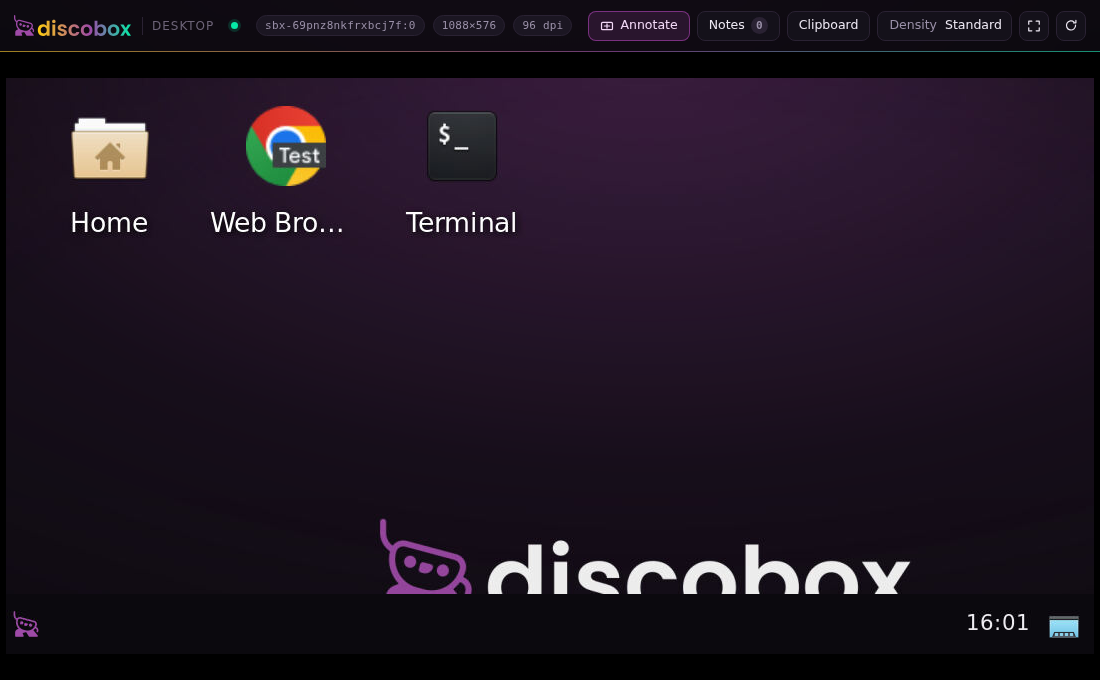 discobox DESKTOP sbx-69pnz8nkfrxbcj7f:0 1088×576 96 dpi Annotate Notes 0 Clipboard Density Standard
Test
$_
Home Web Bro... Terminal
discobox
16:01